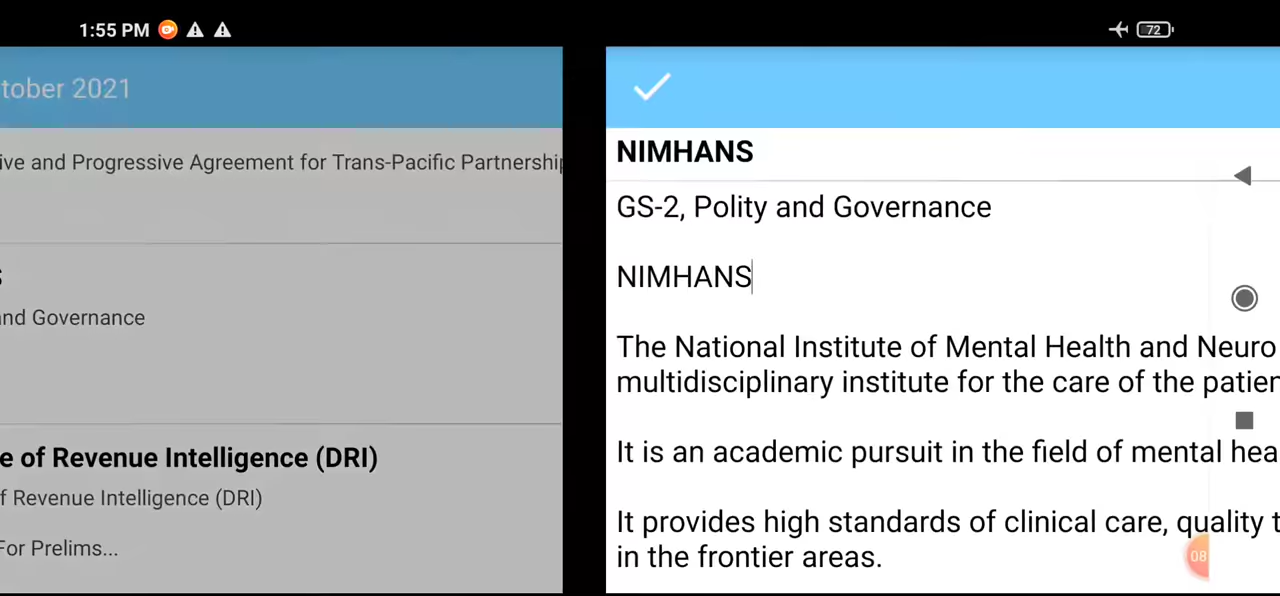 1:55 PM
72
tober 2021
ive and Progressive Agreement for Trans-Pacific Partnership
S
and Governance
e of Revenue Intelligence (DRI)
f Revenue Intelligence (DRI)
For Prelims...
NIMHANS
GS-2, Polity and Governance
NIMHANS
The National Institute of Mental Health and Neuro
multidisciplinary institute for the care of the patien
It is an academic pursuit in the field of mental hea
It provides high standards of clinical care, quality t
in the frontier areas.
08